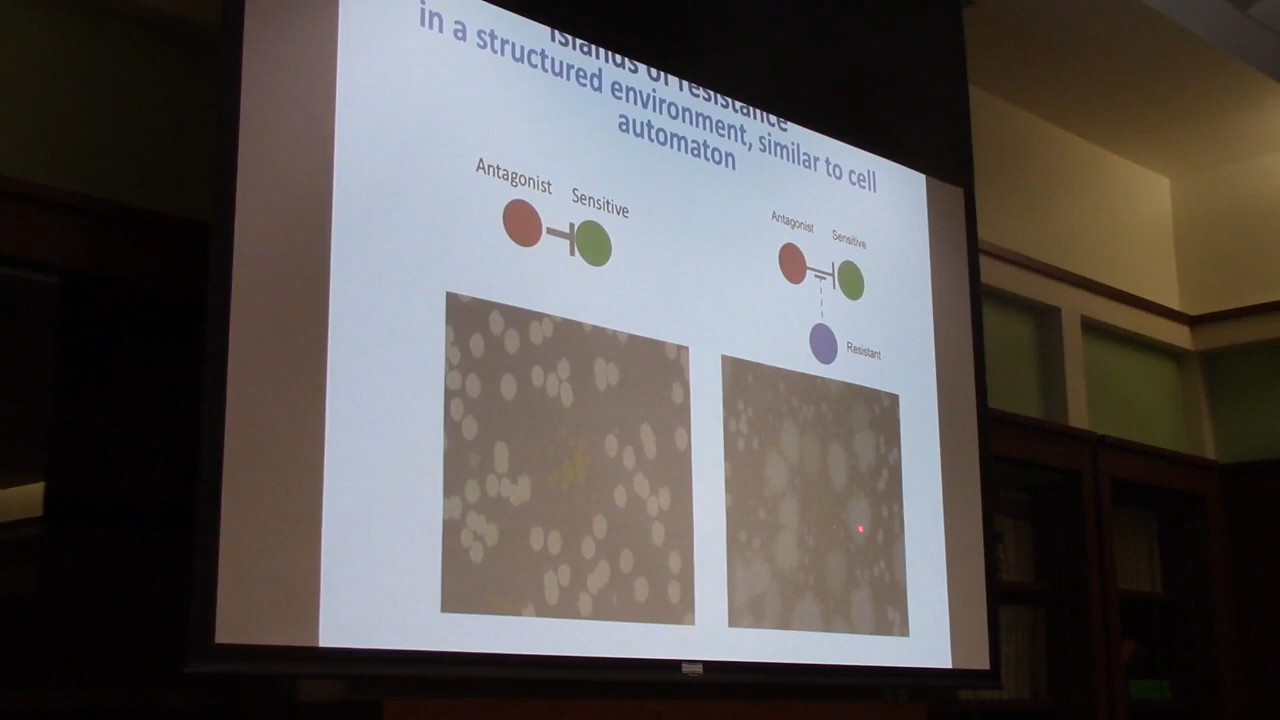 Islands of resistance
in a structured environment, similar to cell
automaton
Antagonist
Sensitive
Antagonist
Sensitive
Resistant